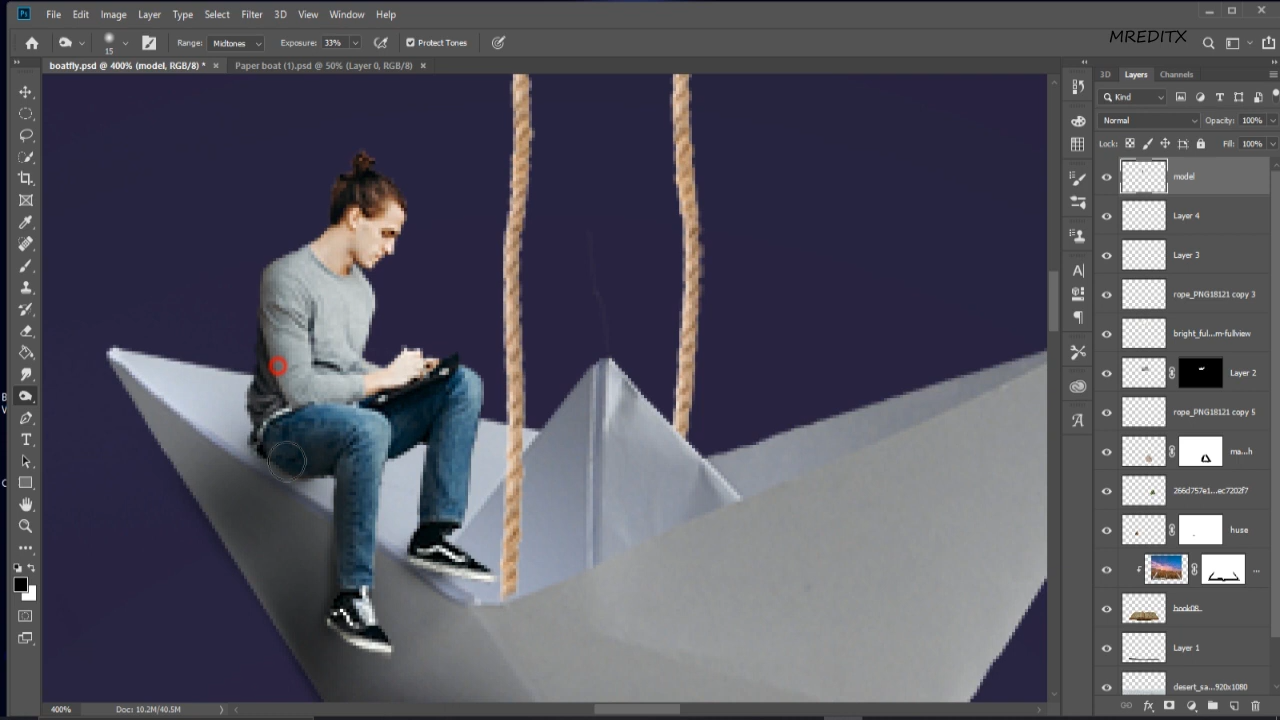 Ps File Edit Image Layer Type Select Filter 3D View Window Help
MREDITX
15 Range: Midtones Exposure: 33% Protect Tones
boatfly.psd @ 400% (model, RGB/8) * × Paper boat (1).psd @ 50% (Layer 0, RGB/8) ×
3D Layers Channels
Kind
Normal Opacity: 100%
Lock: Fill: 100%
model
Layer 4
Layer 3
rope_PNG18121 copy 3
bright_ful...m-fullview
Layer 2
rope_PNG18121 copy 5
ma...h
266d757e1...ec7202f7
huse
...
book08
Layer 1
desert_sa...920x1080
400% Doc: 10.2M/40.5M